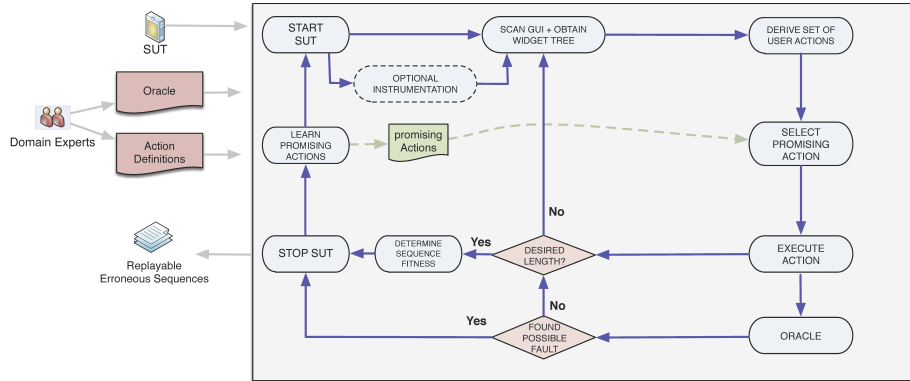 SUT
Oracle
Domain Experts
Action
Definitions
Replayable
Erroneous Sequences
START
SUT
SCAN GUI + OBTAIN
WIDGET TREE
DERIVE SET OF
USER ACTIONS
OPTIONAL
INSTRUMENTATION
LEARN
PROMISING
ACTIONS
promising
Actions
SELECT
PROMISING
ACTION
No
STOP SUT
DETERMINE
SEQUENCE
FITNESS
Yes
DESIRED
LENGTH?
EXECUTE
ACTION
No
Yes
FOUND
POSSIBLE
FAULT
ORACLE